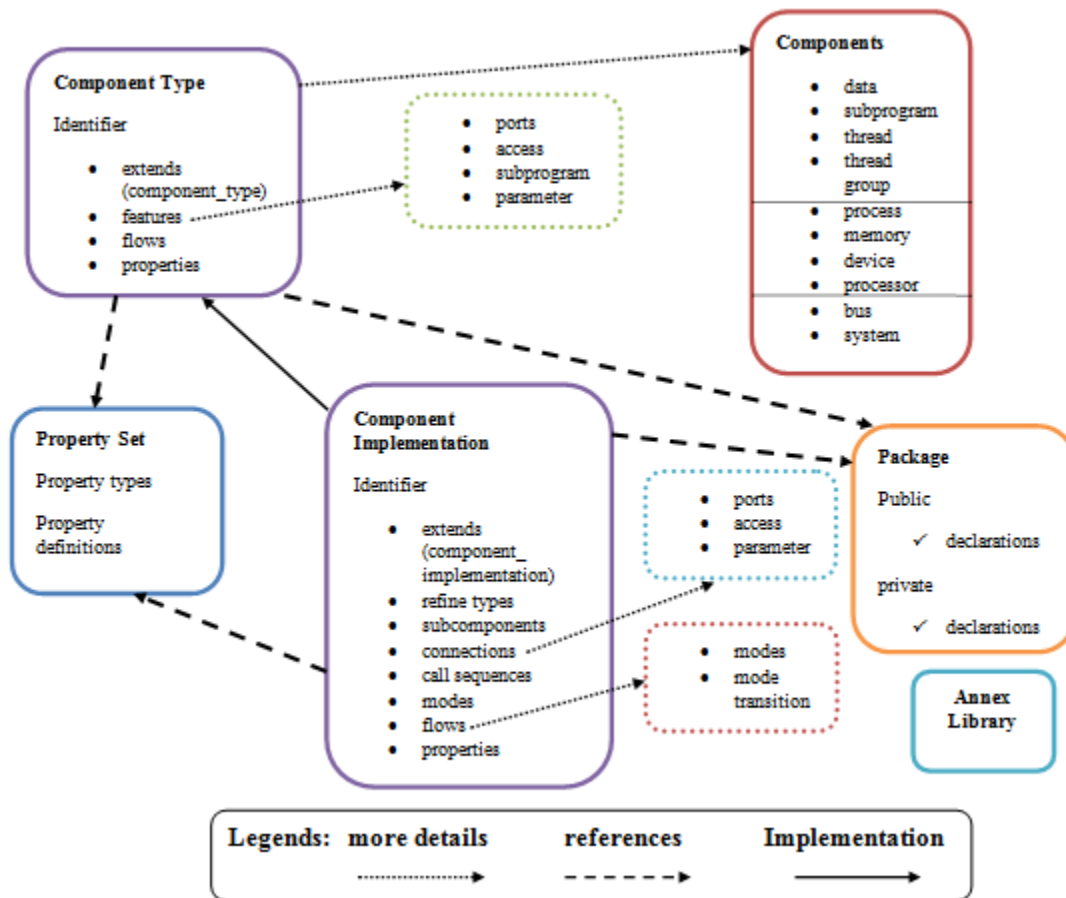 Component Type
Identifier
• extends
(component_type)
• features
• flows
• properties
• ports
• access
• subprogram
• parameter
Components
• data
• subprogram
• thread
• thread
group
• process
• memory
• device
• processor
• bus
• system
Property Set
Property types
Property
definitions
Component
Implementation
Identifier
• extends
(component_
implementation)
• refine types
• subcomponents
• connections
• call sequences
• modes
• flows
• properties
• ports
• access
• parameter
• modes
• mode
transition
Package
Public
✓ declarations
private
✓ declarations
Annex
Library
Legends: more details references Implementation